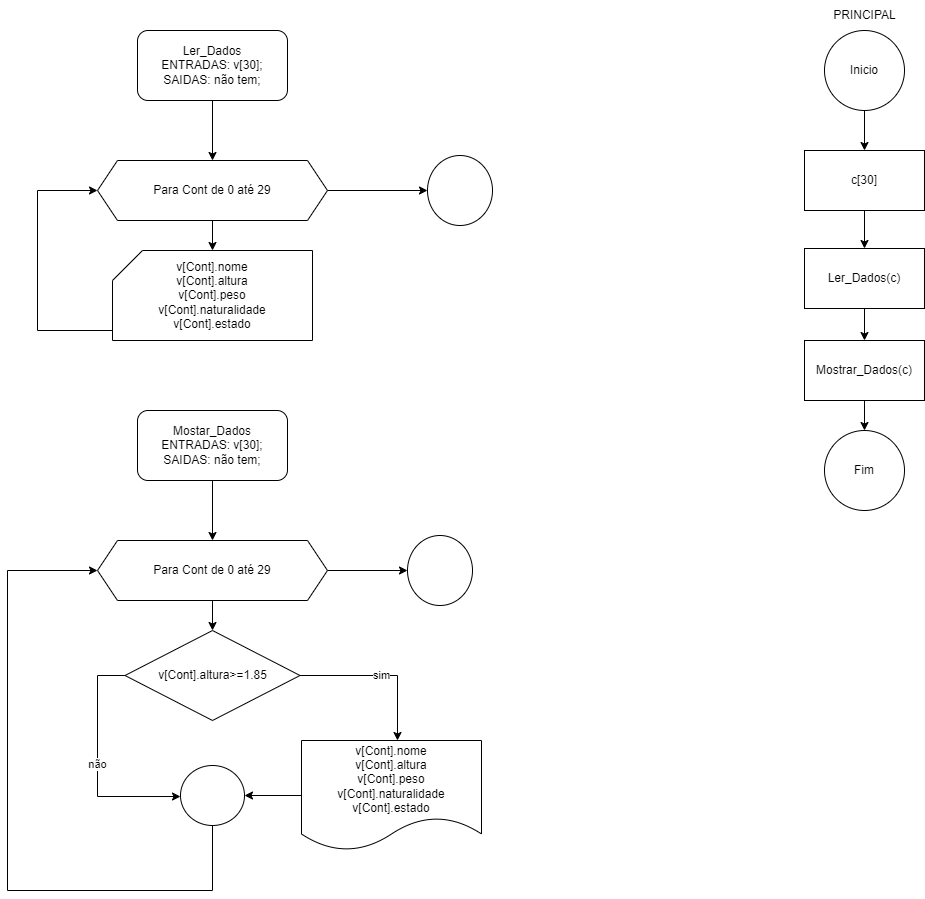 PRINCIPAL
Inicio
c[30]
Ler_Dados(c)
Mostrar_Dados(c)
Fim
Ler_Dados
ENTRADAS: v[30];
SAIDAS: não tem;
Para Cont de 0 até 29
v[Cont].nome
v[Cont].altura
v[Cont].peso
v[Cont].naturalidade
v[Cont].estado
Mostar_Dados
ENTRADAS: v[30];
SAIDAS: não tem;
Para Cont de 0 até 29
v[Cont].altura>=1.85
sim
não
v[Cont].nome
v[Cont].altura
v[Cont].peso
v[Cont].naturalidade
v[Cont].estado